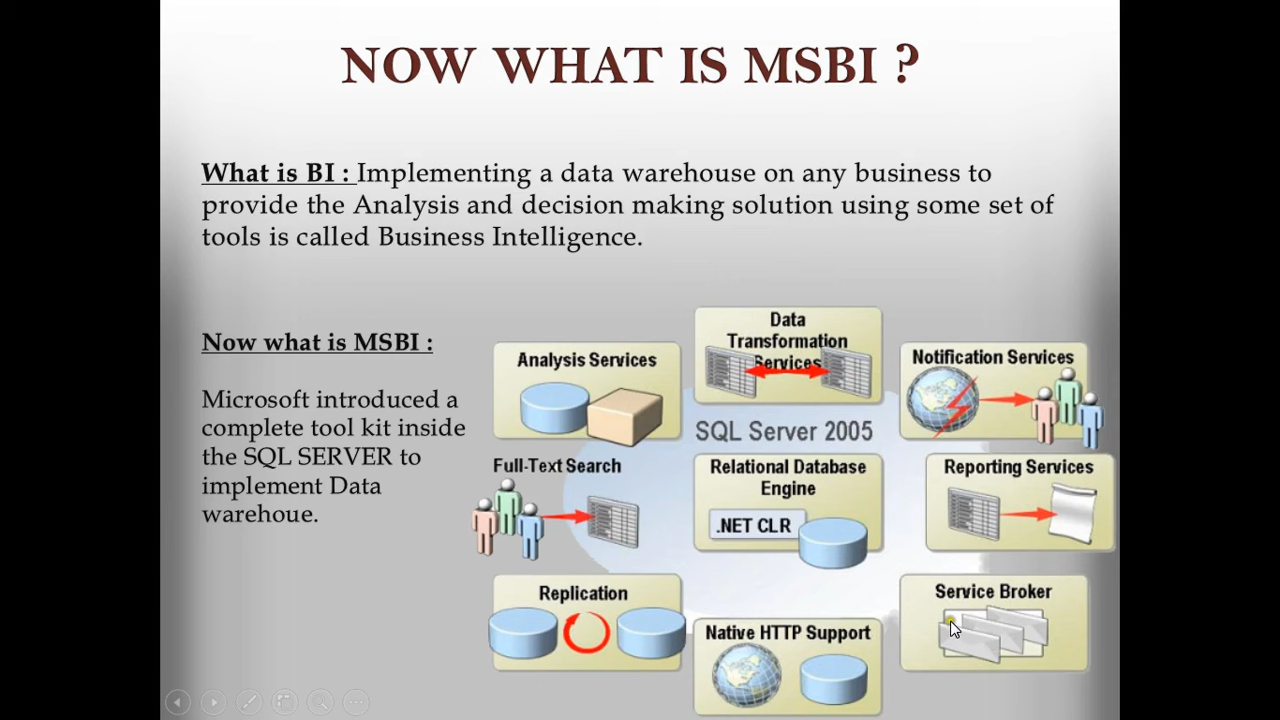 NOW WHAT IS MSBI ?
What is BI : Implementing a data warehouse on any business to
provide the Analysis and decision making solution using some set of
tools is called Business Intelligence.
Now what is MSBI :
Microsoft introduced a
complete tool kit inside
the SQL SERVER to
implement Data
warehoue.
Data
Transformation
Services
Analysis Services
Notification Services
SQL Server 2005
Full-Text Search
Relational Database
Engine
.NET CLR
Reporting Services
Replication
Native HTTP Support
Service Broker